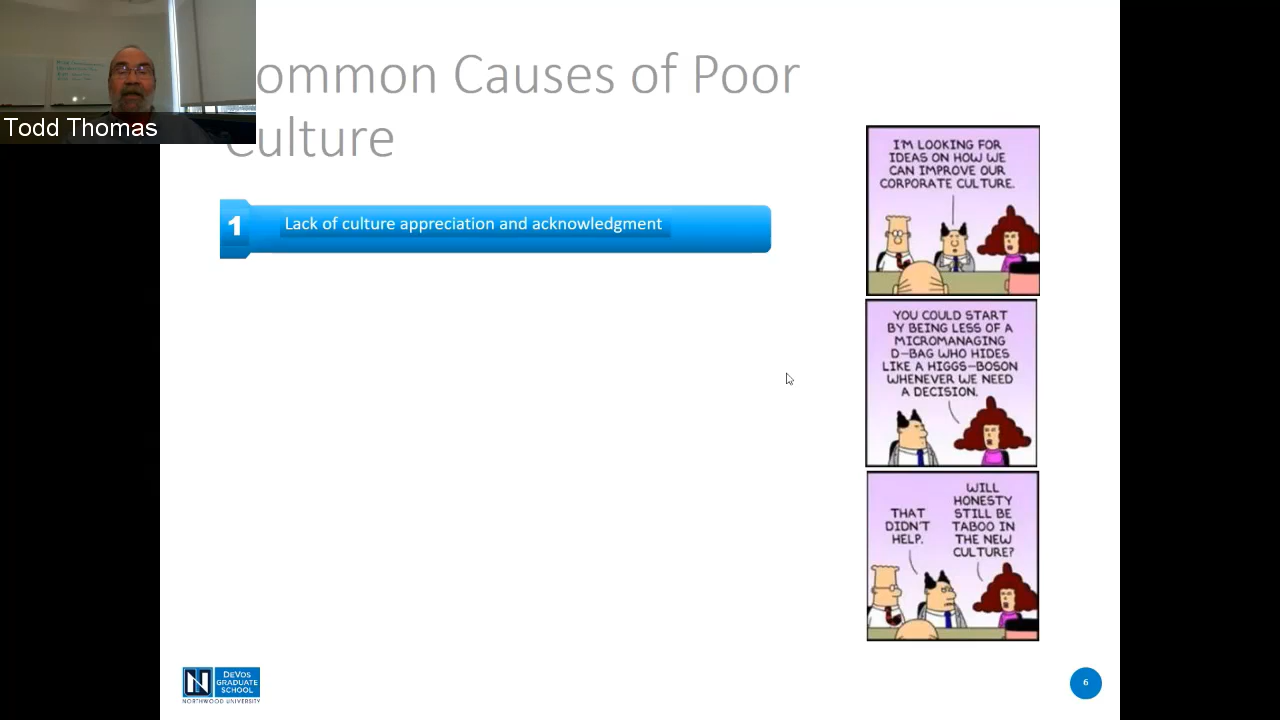 Todd Thomas
ommon Causes of Poor
ulture
1
Lack of culture appreciation and acknowledgment
I'M LOOKING FOR
IDEAS ON HOW WE
CAN IMPROVE OUR
CORPORATE CULTURE.
YOU COULD START
BY BEING LESS OF A
MICROMANAGING
D-BAG WHO HIDES
LIKE A HIGGS-BOSON
WHENEVER WE NEED
A DECISION.
THAT
DIDN'T
HELP.
WILL
HONESTY
STILL BE
TABOO IN
THE NEW
CULTURE?
N
DEVOS
GRADUATE
SCHOOL
NORTHWOOD UNIVERSITY
6